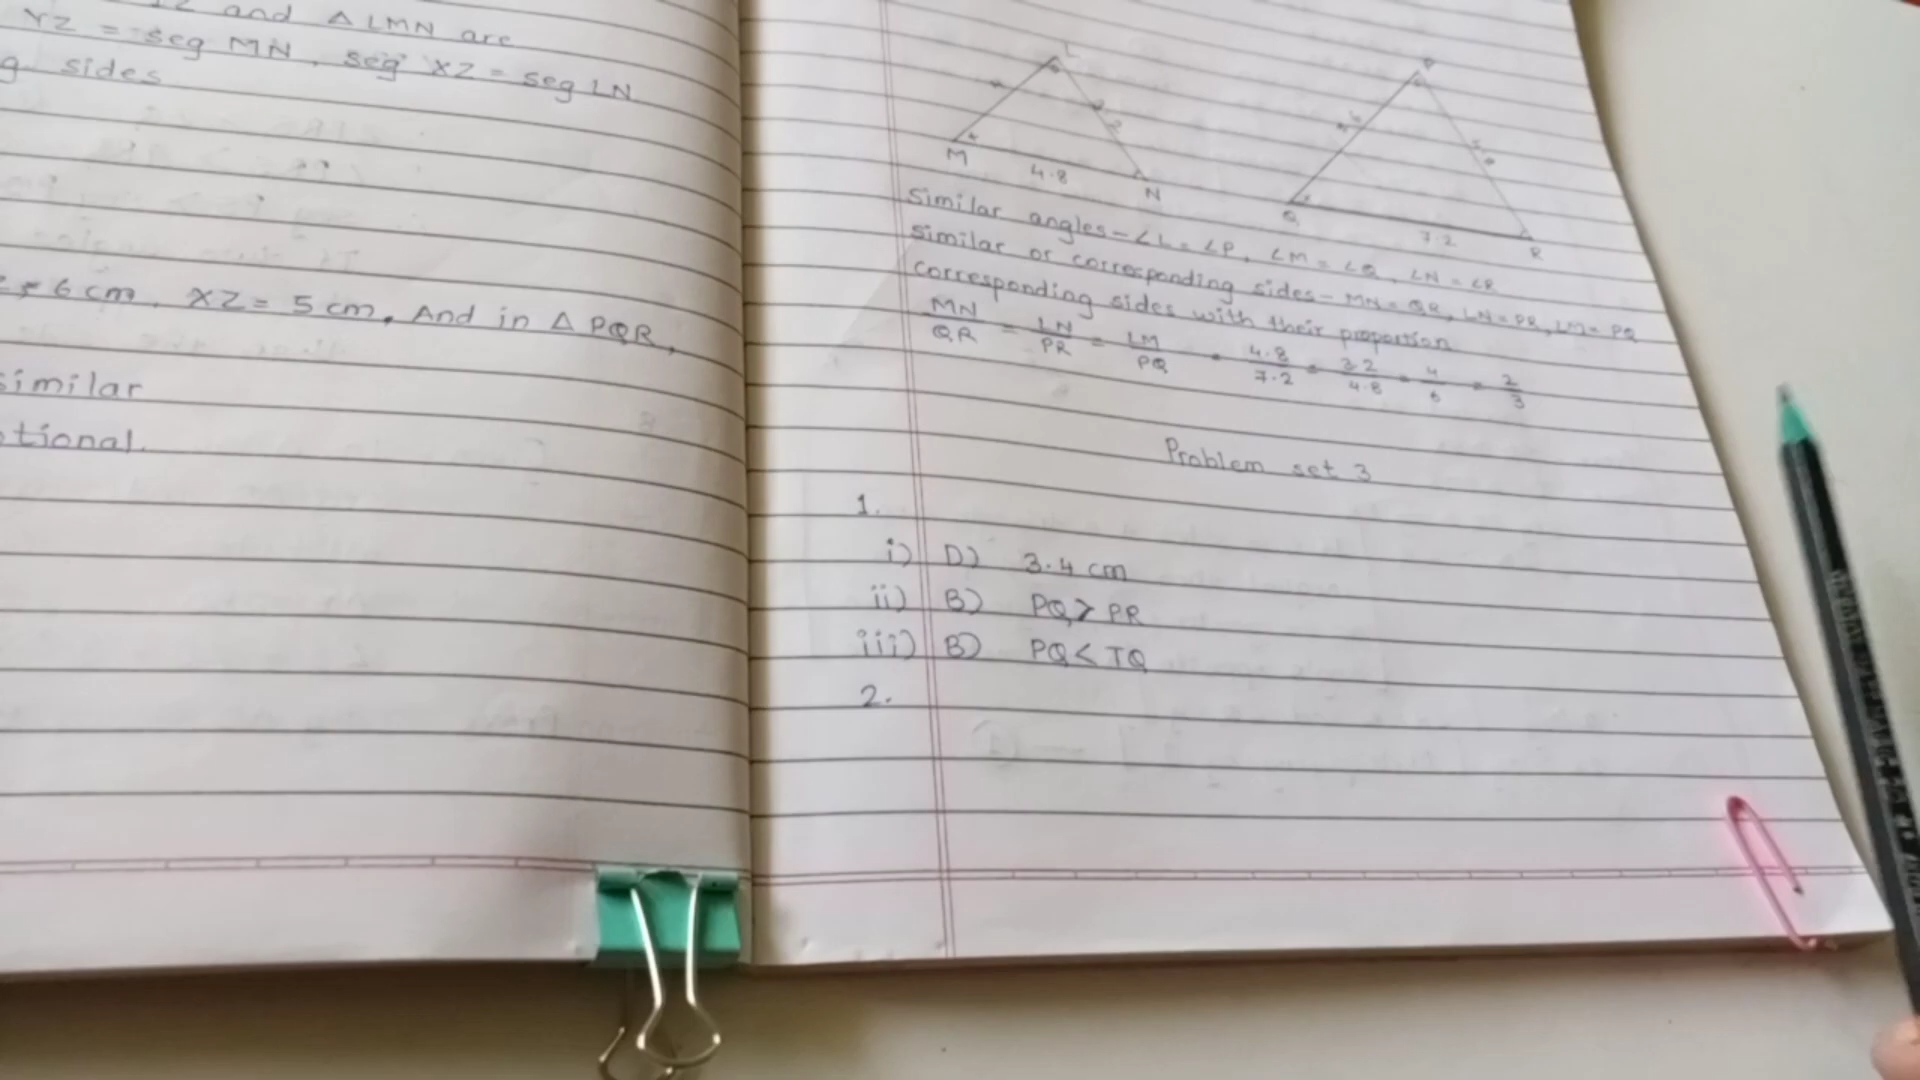 YZ and △LMN are
YZ = seg MN, seg XZ = seg LN
g sides
= 6 cm, XZ = 5 cm. And in △ PQR,
similar
tional.
L
M
4.8
N
P
Q
7.2
R
Similar angles - ∠L = ∠P, ∠M = ∠Q, ∠N = ∠R
similar or corresponding sides - MN = QR, LN = PR, LM = PQ
corresponding sides with their proportion
MN/QR = LN/PR = LM/PQ = 4.8/7.2 = 3.2/4.8 = 4/6 = 2/3
Problem set 3
1.
i) D) 3.4 cm
ii) B) PQ > PR
iii) B) PQ < TQ
2.